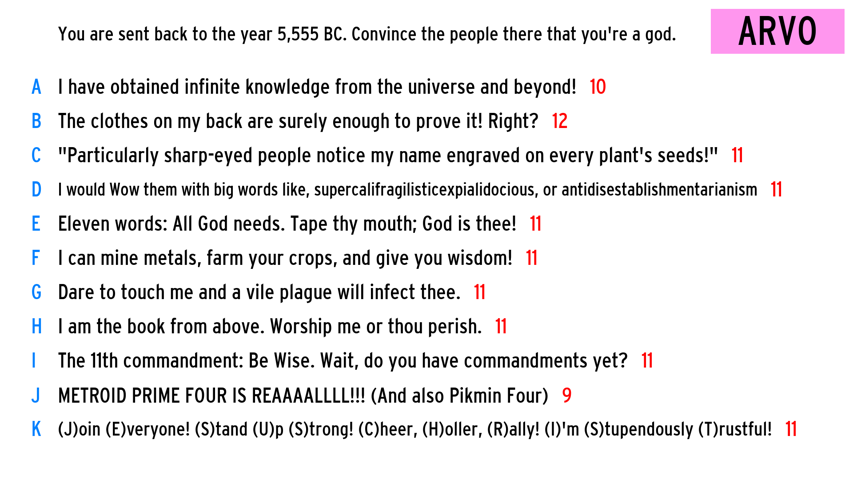 You are sent back to the year 5,555 BC. Convince the people there that you're a god.
ARVO
A I have obtained infinite knowledge from the universe and beyond! 10
B The clothes on my back are surely enough to prove it! Right? 12
C "Particularly sharp-eyed people notice my name engraved on every plant's seeds!" 11
D I would Wow them with big words like, supercalifragilisticexpialidocious, or antidisestablishmentarianism 11
E Eleven words: All God needs. Tape thy mouth; God is thee! 11
F I can mine metals, farm your crops, and give you wisdom! 11
G Dare to touch me and a vile plague will infect thee. 11
H I am the book from above. Worship me or thou perish. 11
I The 11th commandment: Be Wise. Wait, do you have commandments yet? 11
J METROID PRIME FOUR IS REAAAALLLL!!! (And also Pikmin Four) 9
K (J)oin (E)veryone! (S)tand (U)p (S)trong! (C)heer, (H)oller, (R)ally! (I)'m (S)tupendously (T)rustful! 11